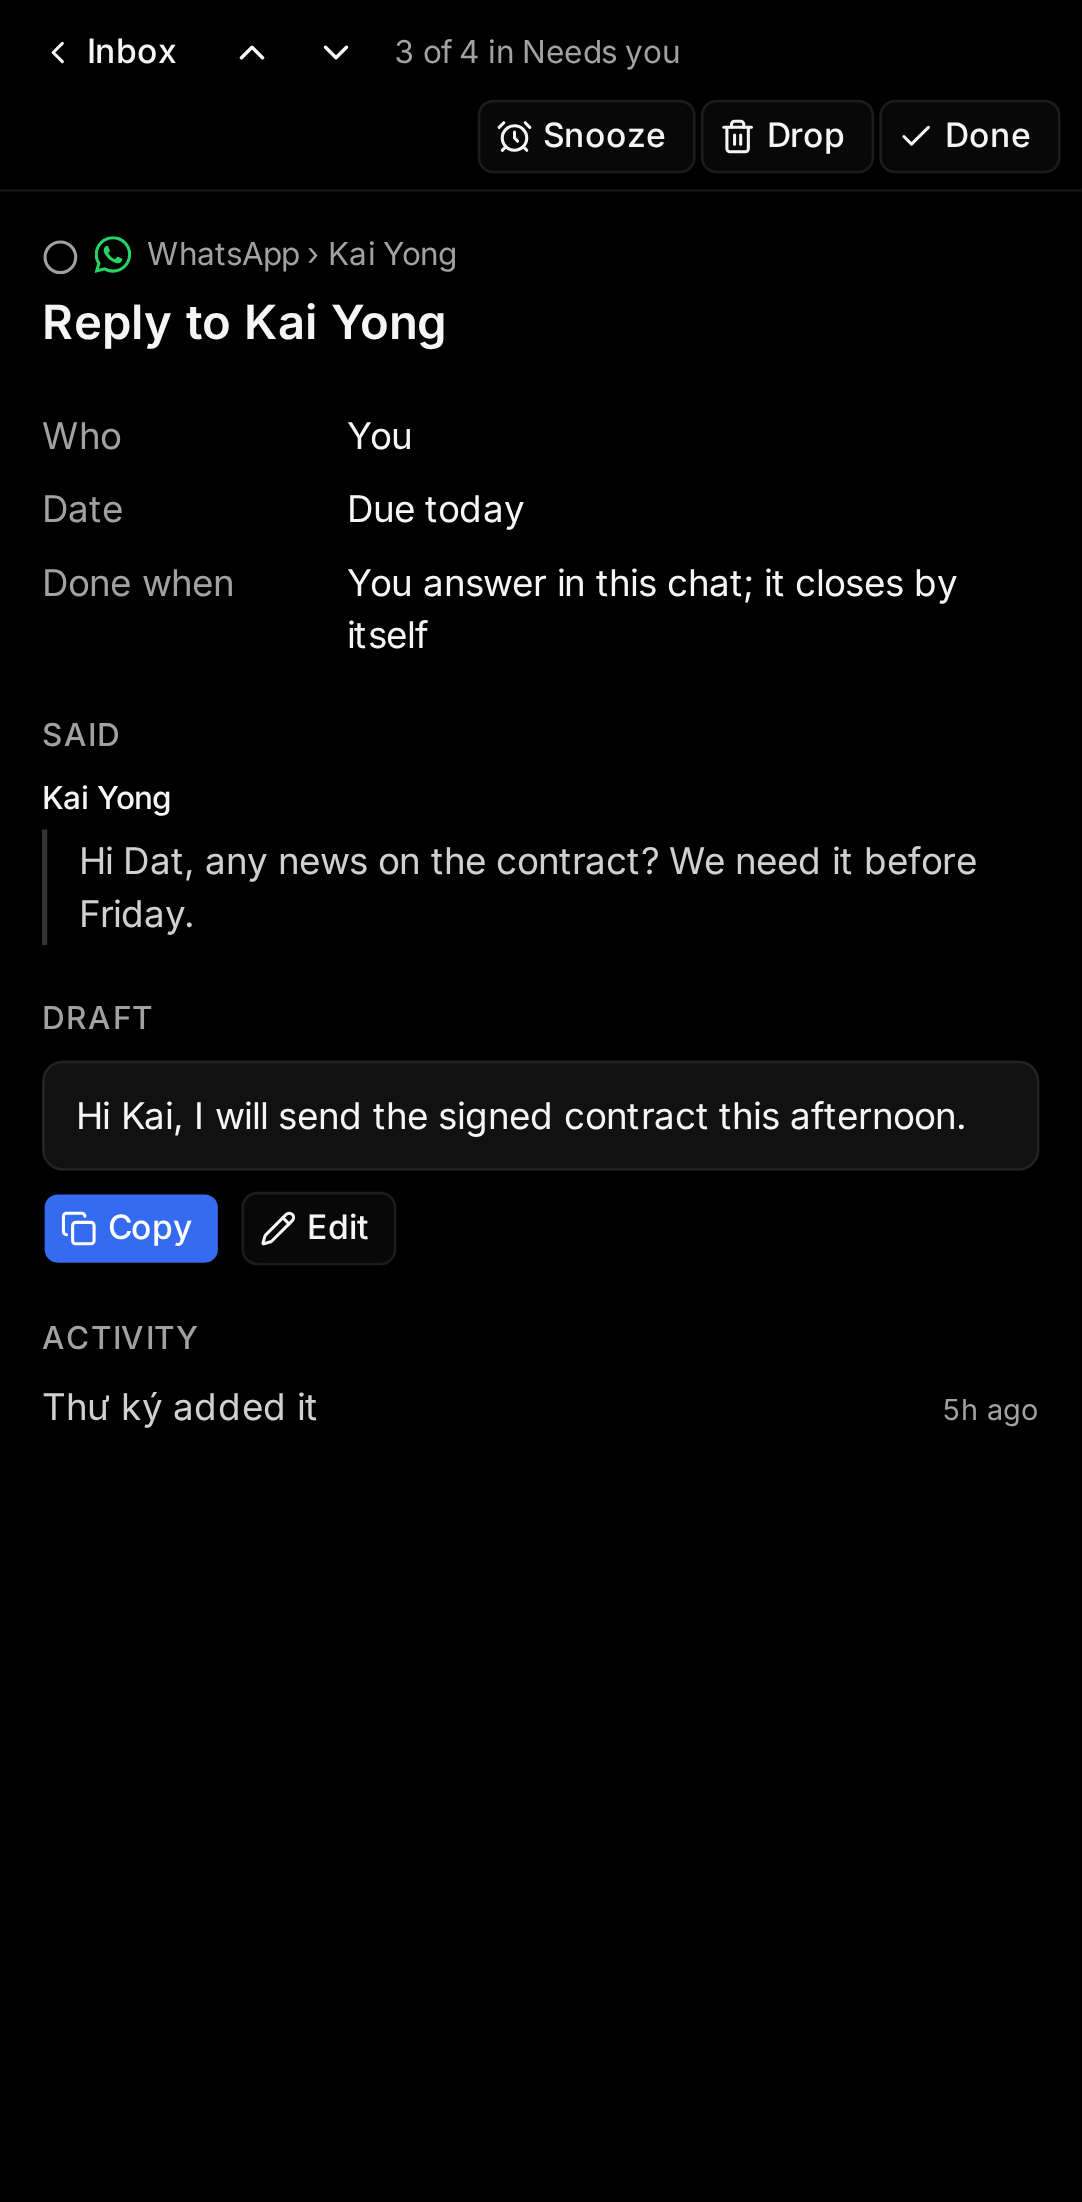 Inbox
3 of 4 in Needs you
Snooze
Drop
Done
WhatsApp › Kai Yong
Reply to Kai Yong
Who
You
Date
Due today
Done when
You answer in this chat; it closes by
itself
SAID
Kai Yong
Hi Dat, any news on the contract? We need it before
Friday.
DRAFT
Hi Kai, I will send the signed contract this afternoon.
Copy
Edit
ACTIVITY
Thư ký added it
5h ago